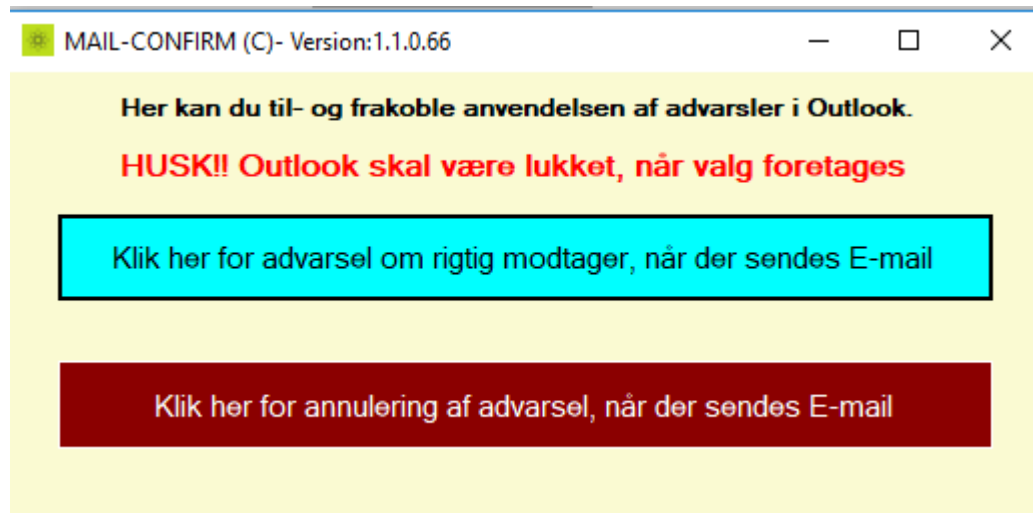 MAIL-CONFIRM (C)- Version:1.1.0.66
Her kan du til- og frakoble anvendelsen af advarsler i Outlook.
HUSK!! Outlook skal være lukket, når valg foretages
Klik her for advarsel om rigtig modtager, når der sendes E-mail
Klik her for annulering af advarsel, når der sendes E-mail